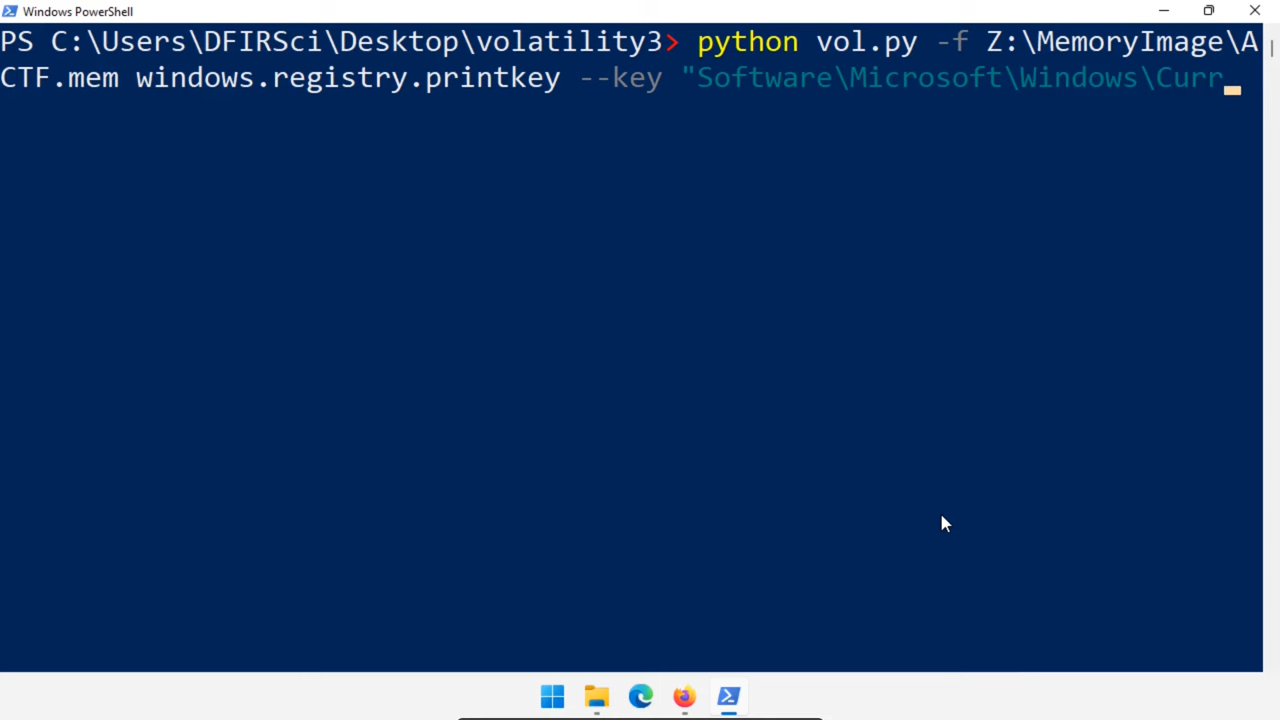 Windows PowerShell
PS C:\Users\DFIRSci\Desktop\volatility3> python vol.py -f Z:\MemoryImage\A
CTF.mem windows.registry.printkey --key "Software\Microsoft\Windows\Curr